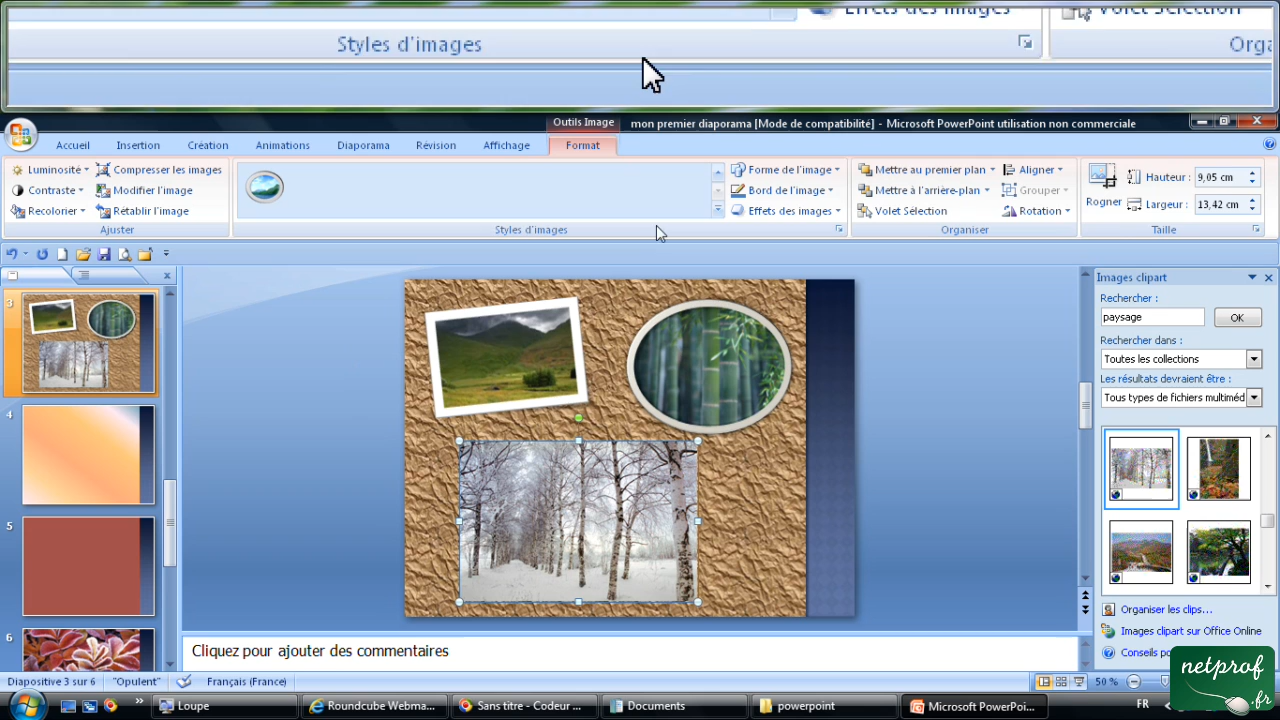 Effets des images
Volet Sélection
Styles d'images
Orga
Outils Image
mon premier diaporama [Mode de compatibilité] - Microsoft PowerPoint utilisation non commerciale
Accueil
Insertion
Création
Animations
Diaporama
Révision
Affichage
Format
Luminosité
Compresser les images
Forme de l'image
Mettre au premier plan
Aligner
Hauteur :
9,05 cm
Contraste
Modifier l'image
Bord de l'image
Mettre à l'arrière-plan
Grouper
Rogner
Largeur :
13,42 cm
Recolorier
Rétablir l'image
Effets des images
Volet Sélection
Rotation
Ajuster
Styles d'images
Organiser
Taille
3
4
5
6
Images clipart
Rechercher :
paysage
OK
Rechercher dans :
Toutes les collections
Les résultats devraient être :
Tous types de fichiers multiméd
Organiser les clips...
Images clipart sur Office Online
Conseils po
Cliquez pour ajouter des commentaires
Diapositive 3 sur 6
"Opulent"
Français (France)
50 %
Loupe
Roundcube Webma...
Sans titre - Codeur ...
Documents
powerpoint
Microsoft PowerPoi...
FR
netprof
.fr